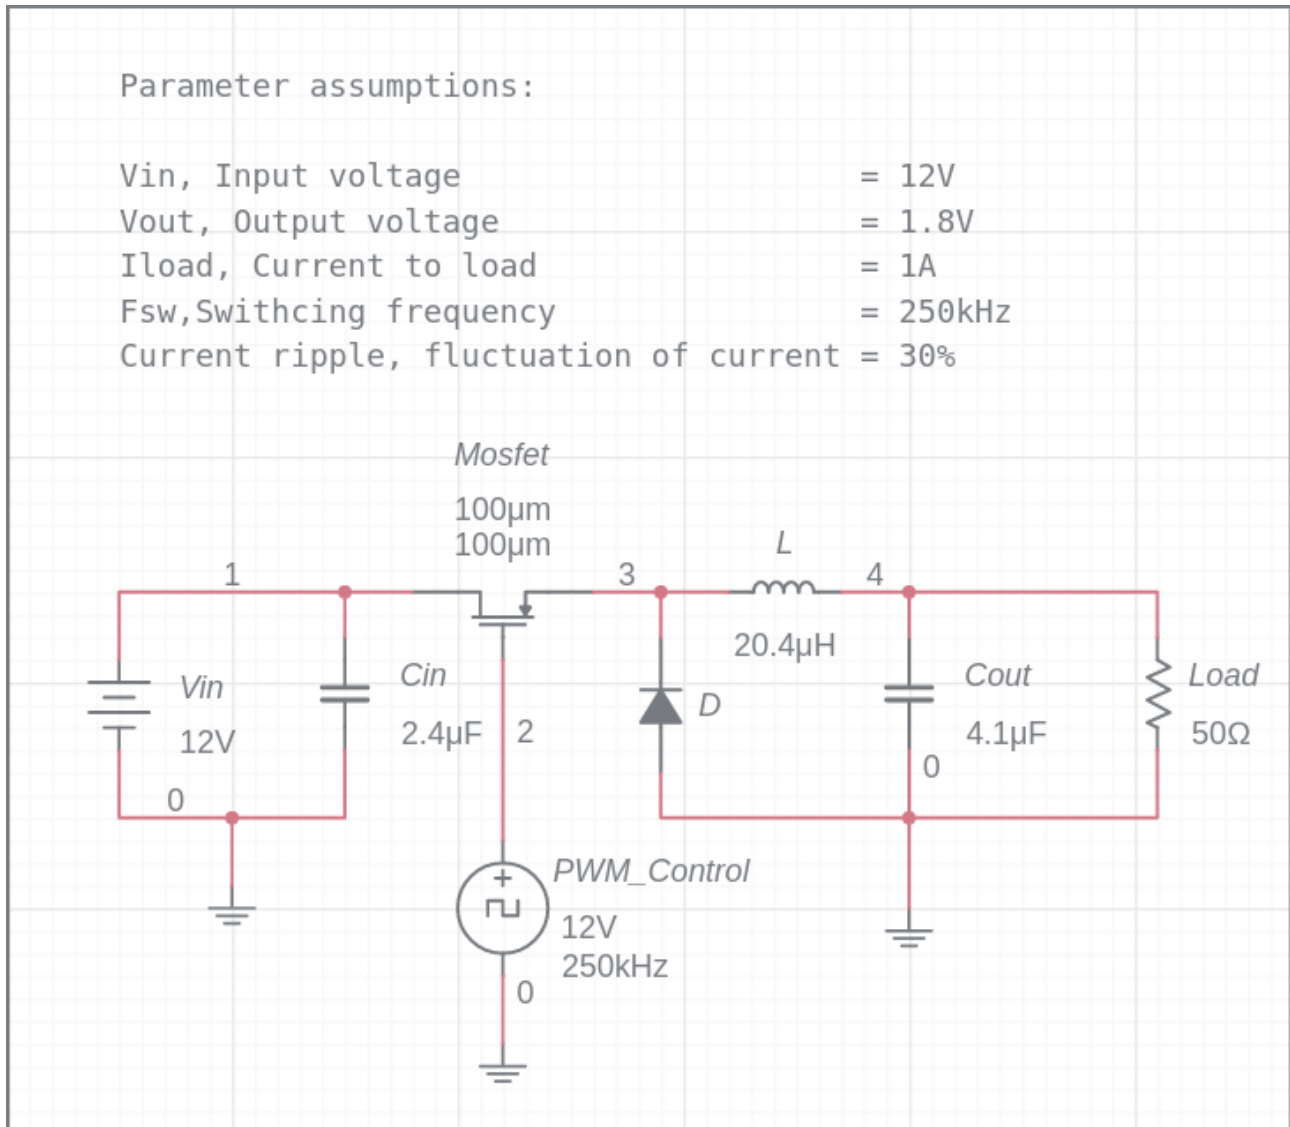 Parameter assumptions:
Vin, Input voltage = 12V
Vout, Output voltage = 1.8V
Iload, Current to load = 1A
Fsw,Swithcing frequency = 250kHz
Current ripple, fluctuation of current = 30%
Mosfet
100µm
100µm
L
1
3
4
20.4µH
Vin
12V
Cin
2.4µF
2
D
Cout
4.1µF
Load
50Ω
0
0
PWM_Control
12V
250kHz
0